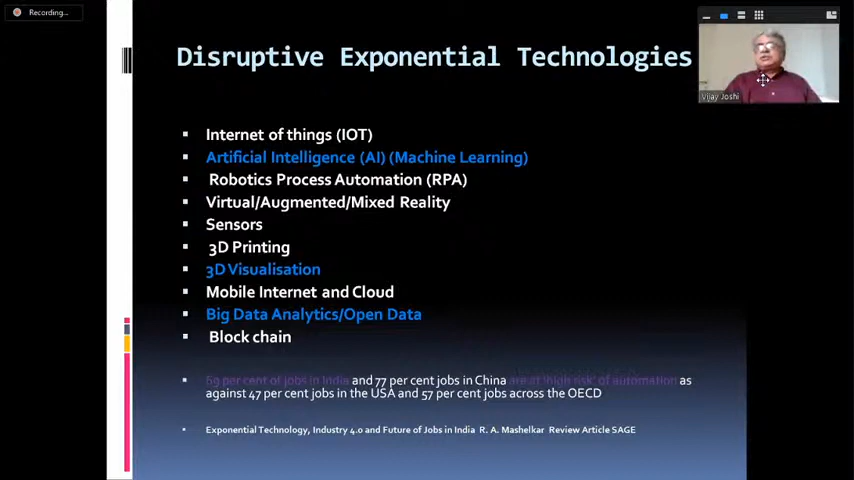 Recording...
Disruptive Exponential Technologies
Vijay Joshi
Internet of things (IOT)
Artificial Intelligence (AI) (Machine Learning)
Robotics Process Automation (RPA)
Virtual/Augmented/Mixed Reality
Sensors
3D Printing
3D Visualisation
Mobile Internet and Cloud
Big Data Analytics/Open Data
Block chain
69 per cent of jobs in India and 77 per cent jobs in China are at 'high risk' of automation as
against 47 per cent jobs in the USA and 57 per cent jobs across the OECD
Exponential Technology, Industry 4.0 and Future of Jobs in India R. A. Mashelkar Review Article SAGE